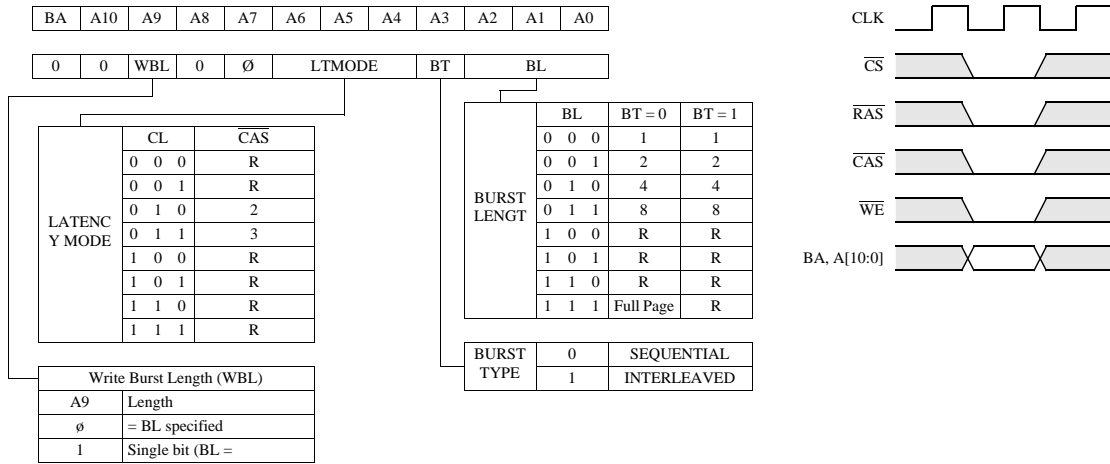 BA A10 A9 A8 A7 A6 A5 A4 A3 A2 A1 A0
0 0 WBL 0 Ø LTMODE BT BL
LATENC
Y MODE
CL CAS
0 0 0 R
0 0 1 R
0 1 0 2
0 1 1 3
1 0 0 R
1 0 1 R
1 1 0 R
1 1 1 R
Write Burst Length (WBL)
A9 Length
ø = BL specified
1 Single bit (BL =
BURST
LENGT
BL BT = 0 BT = 1
0 0 0 1 1
0 0 1 2 2
0 1 0 4 4
0 1 1 8 8
1 0 0 R R
1 0 1 R R
1 1 0 R R
1 1 1 Full Page R
BURST
TYPE
0 SEQUENTIAL
1 INTERLEAVED
CLK
CS
RAS
CAS
WE
BA, A[10:0]